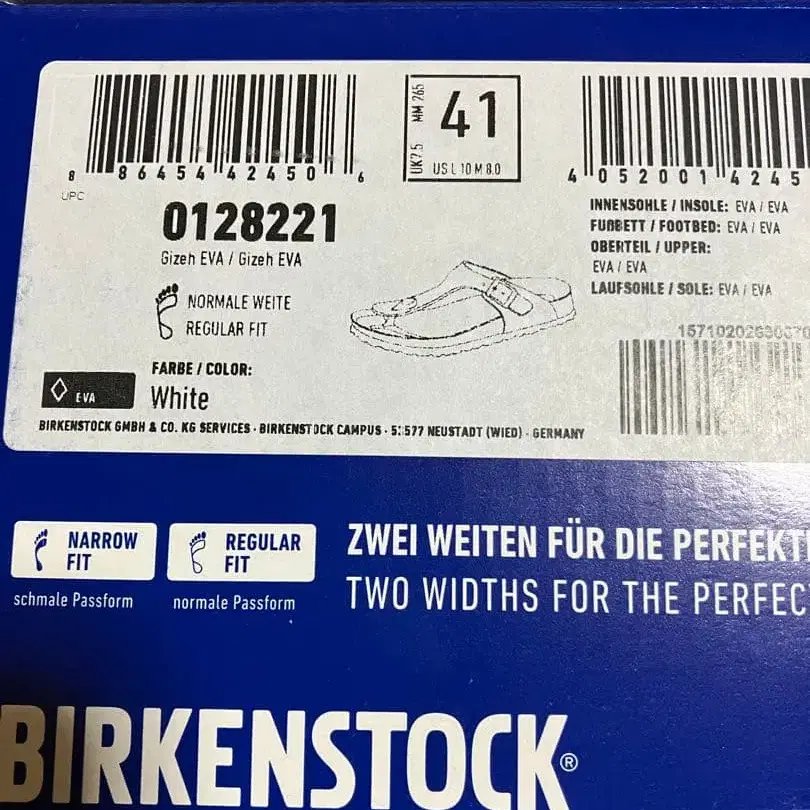 8 86454 42450 6
UPC
MM 265
41
UK7.5
US L 10 M 8.0
4 052001 4245
0128221
Gizeh EVA / Gizeh EVA
NORMALE WEITE
REGULAR FIT
FARBE / COLOR:
White
EVA
INNENSOHLE / INSOLE: EVA / EVA
FUßBETT / FOOTBED: EVA / EVA
OBERTEIL / UPPER:
EVA / EVA
LAUFSOHLE / SOLE: EVA / EVA
BIRKENSTOCK GMBH & CO. KG SERVICES · BIRKENSTOCK CAMPUS · 53577 NEUSTADT (WIED) · GERMANY
NARROW
FIT
schmale Passform
REGULAR
FIT
normale Passform
ZWEI WEITEN FÜR DIE PERFEKT
TWO WIDTHS FOR THE PERFEC
BIRKENSTOCK®